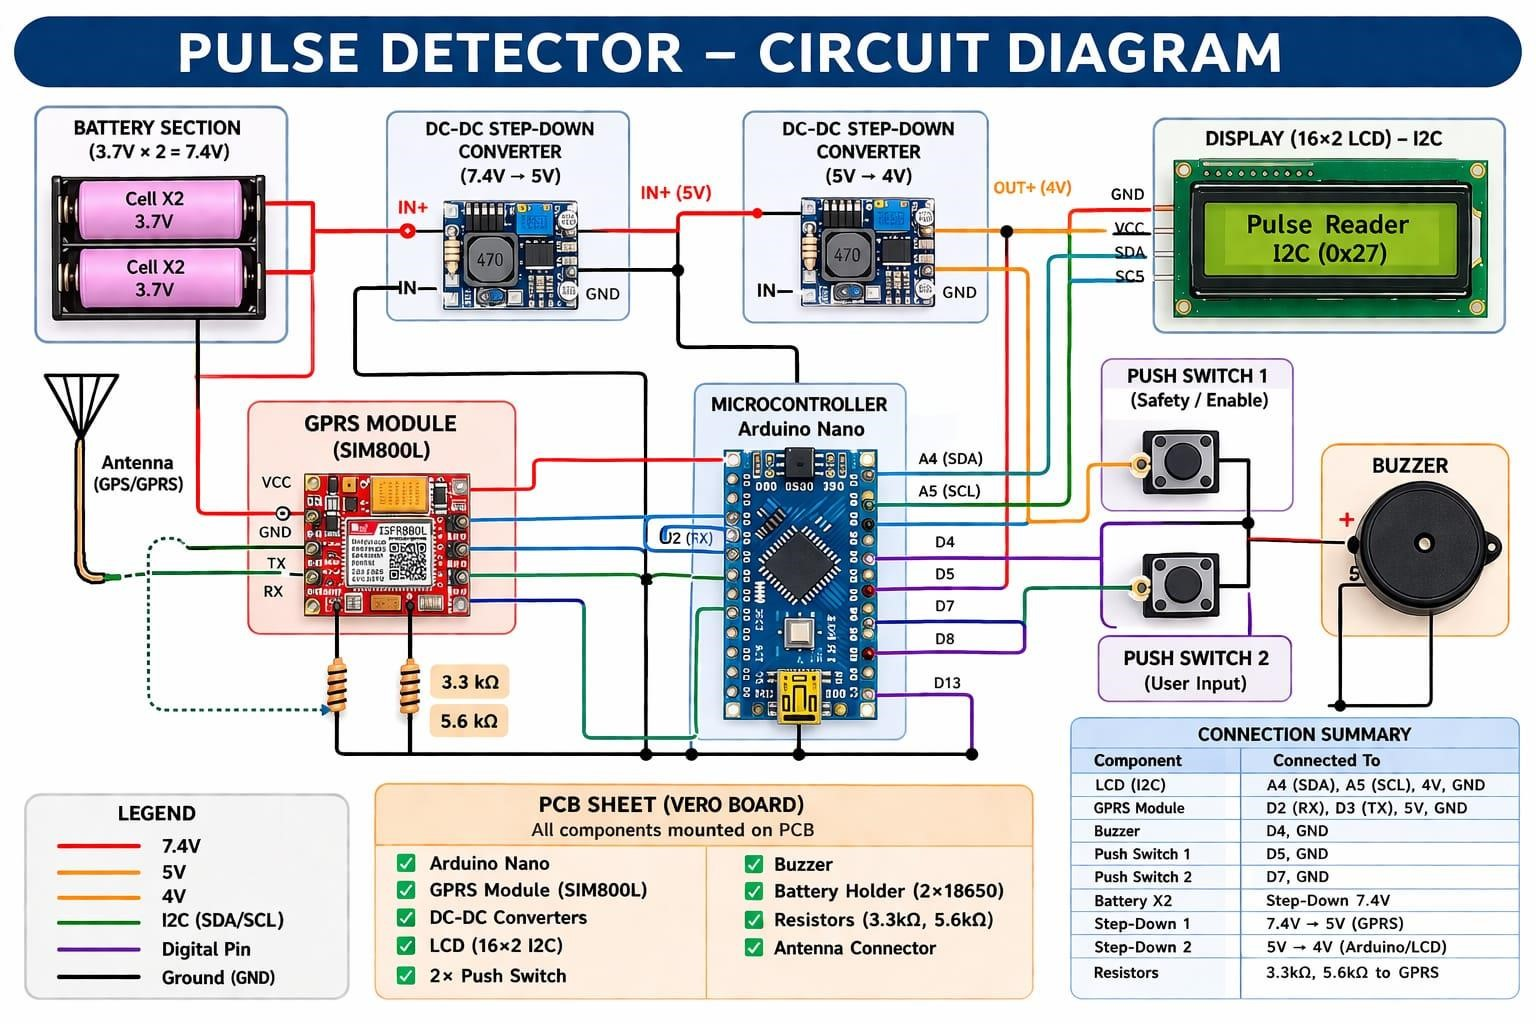 PULSE DETECTOR – CIRCUIT DIAGRAM
BATTERY SECTION
(3.7V × 2 = 7.4V)
Cell X2
3.7V
Cell X2
3.7V
DC-DC STEP-DOWN
CONVERTER
(7.4V → 5V)
IN+
470
IN–
GND
IN+ (5V)
DC-DC STEP-DOWN
CONVERTER
(5V → 4V)
470
IN–
GND
OUT+ (4V)
DISPLAY (16×2 LCD) – I2C
GND
VCC
SDA
SC5
Pulse Reader
I2C (0x27)
Antenna
(GPS/GPRS)
GPRS MODULE
(SIM800L)
VCC
GND
TX
RX
3.3 kΩ
5.6 kΩ
MICROCONTROLLER
Arduino Nano
(RX)
A4 (SDA)
A5 (SCL)
D4
D5
D7
D8
D13
PUSH SWITCH 1
(Safety / Enable)
PUSH SWITCH 2
(User Input)
BUZZER
+
CONNECTION SUMMARY
Component Connected To
LCD (I2C) A4 (SDA), A5 (SCL), 4V, GND
GPRS Module D2 (RX), D3 (TX), 5V, GND
Buzzer D4, GND
Push Switch 1 D5, GND
Push Switch 2 D7, GND
Battery X2 Step-Down 7.4V
Step-Down 1 7.4V → 5V (GPRS)
Step-Down 2 5V → 4V (Arduino/LCD)
Resistors 3.3kΩ, 5.6kΩ to GPRS
LEGEND
7.4V
5V
4V
I2C (SDA/SCL)
Digital Pin
Ground (GND)
PCB SHEET (VERO BOARD)
All components mounted on PCB
Arduino Nano
GPRS Module (SIM800L)
DC-DC Converters
LCD (16×2 I2C)
2× Push Switch
Buzzer
Battery Holder (2×18650)
Resistors (3.3kΩ, 5.6kΩ)
Antenna Connector